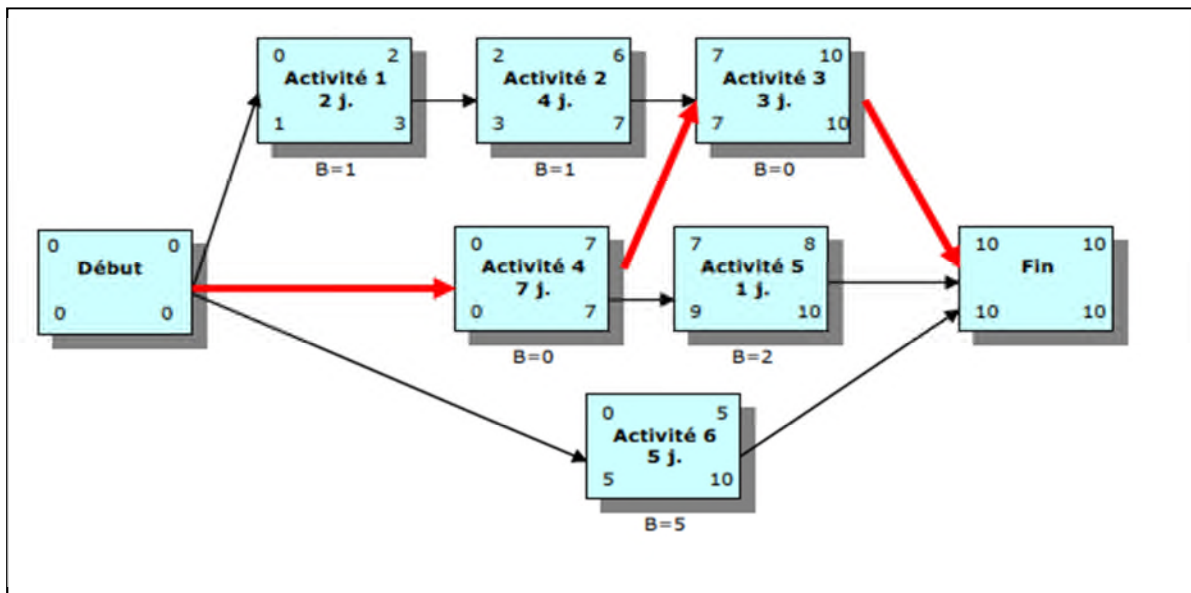 0 2
Activité 1
2 j.
1 3
B=1
2 6
Activité 2
4 j.
3 7
B=1
7 10
Activité 3
3 j.
7 10
B=0
0 0
Début
0 0
0 7
Activité 4
7 j.
0 7
B=0
7 8
Activité 5
1 j.
9 10
B=2
10 10
Fin
10 10
0 5
Activité 6
5 j.
5 10
B=5